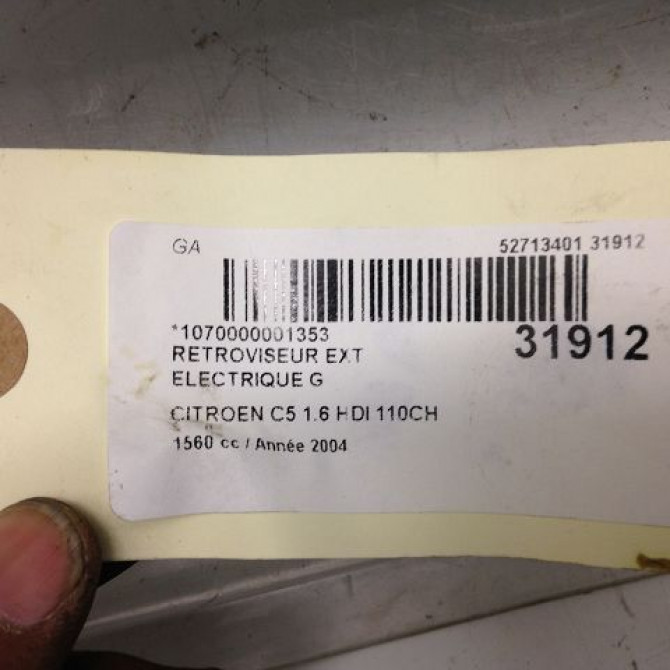 GA
52713401 31912
*1070000001353
31912
RETROVISEUR EXT
ELECTRIQUE G
CITROEN C5 1.6 HDI 110CH
1560 cc / Année 2004